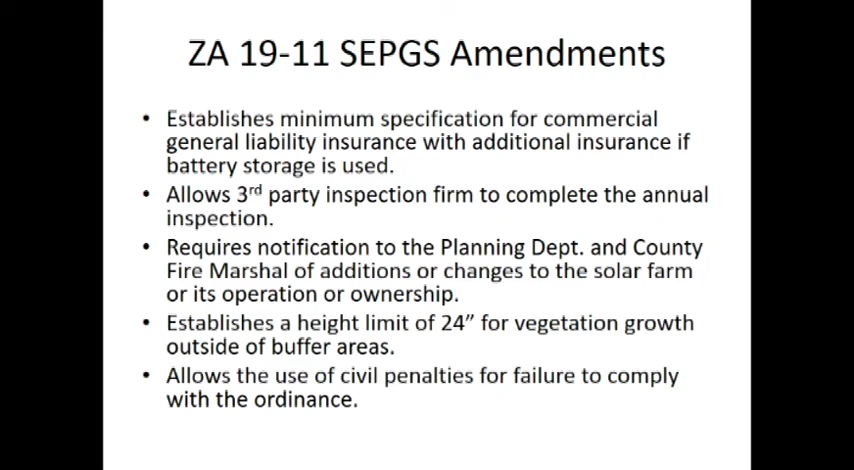 ZA 19-11 SEPGS Amendments
• Establishes minimum specification for commercial
general liability insurance with additional insurance if
battery storage is used.
• Allows 3rd party inspection firm to complete the annual
inspection.
• Requires notification to the Planning Dept. and County
Fire Marshal of additions or changes to the solar farm
or its operation or ownership.
• Establishes a height limit of 24” for vegetation growth
outside of buffer areas.
• Allows the use of civil penalties for failure to comply
with the ordinance.